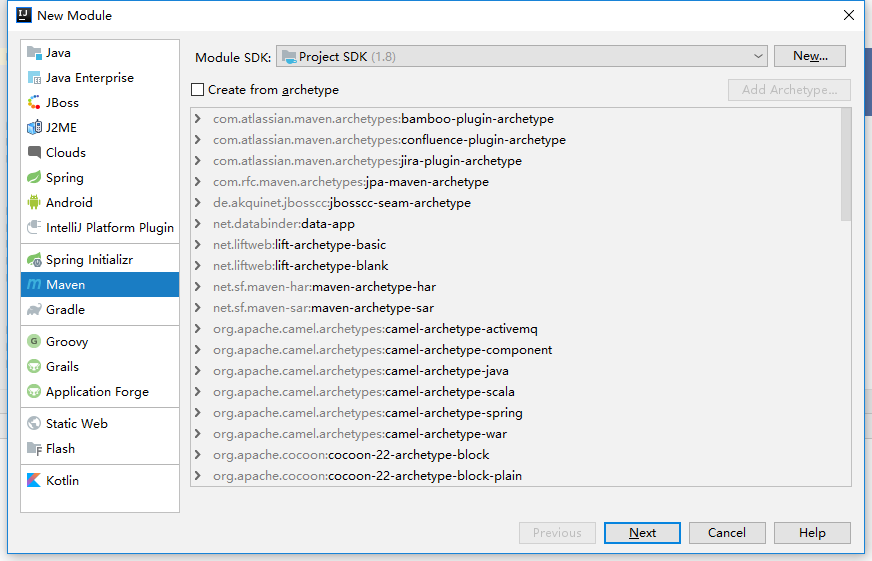 New Module
Java
Java Enterprise
JBoss
J2ME
Clouds
Spring
Android
IntelliJ Platform Plugin
Spring Initializr
Maven
Gradle
Groovy
Grails
Application Forge
Static Web
Flash
Kotlin
Module SDK: Project SDK (1.8) New...
Create from archetype Add Archetype...
com.atlassian.maven.archetypes:bamboo-plugin-archetype
com.atlassian.maven.archetypes:confluence-plugin-archetype
com.atlassian.maven.archetypes:jira-plugin-archetype
com.rfc.maven.archetypes:jpa-maven-archetype
de.akquinet.jbosscc:jbosscc-seam-archetype
net.databinder:data-app
net.liftweb:lift-archetype-basic
net.liftweb:lift-archetype-blank
net.sf.maven-har:maven-archetype-har
net.sf.maven-sar:maven-archetype-sar
org.apache.camel.archetypes:camel-archetype-activemq
org.apache.camel.archetypes:camel-archetype-component
org.apache.camel.archetypes:camel-archetype-java
org.apache.camel.archetypes:camel-archetype-scala
org.apache.camel.archetypes:camel-archetype-spring
org.apache.camel.archetypes:camel-archetype-war
org.apache.cocoon:cocoon-22-archetype-block
org.apache.cocoon:cocoon-22-archetype-block-plain
Previous Next Cancel Help